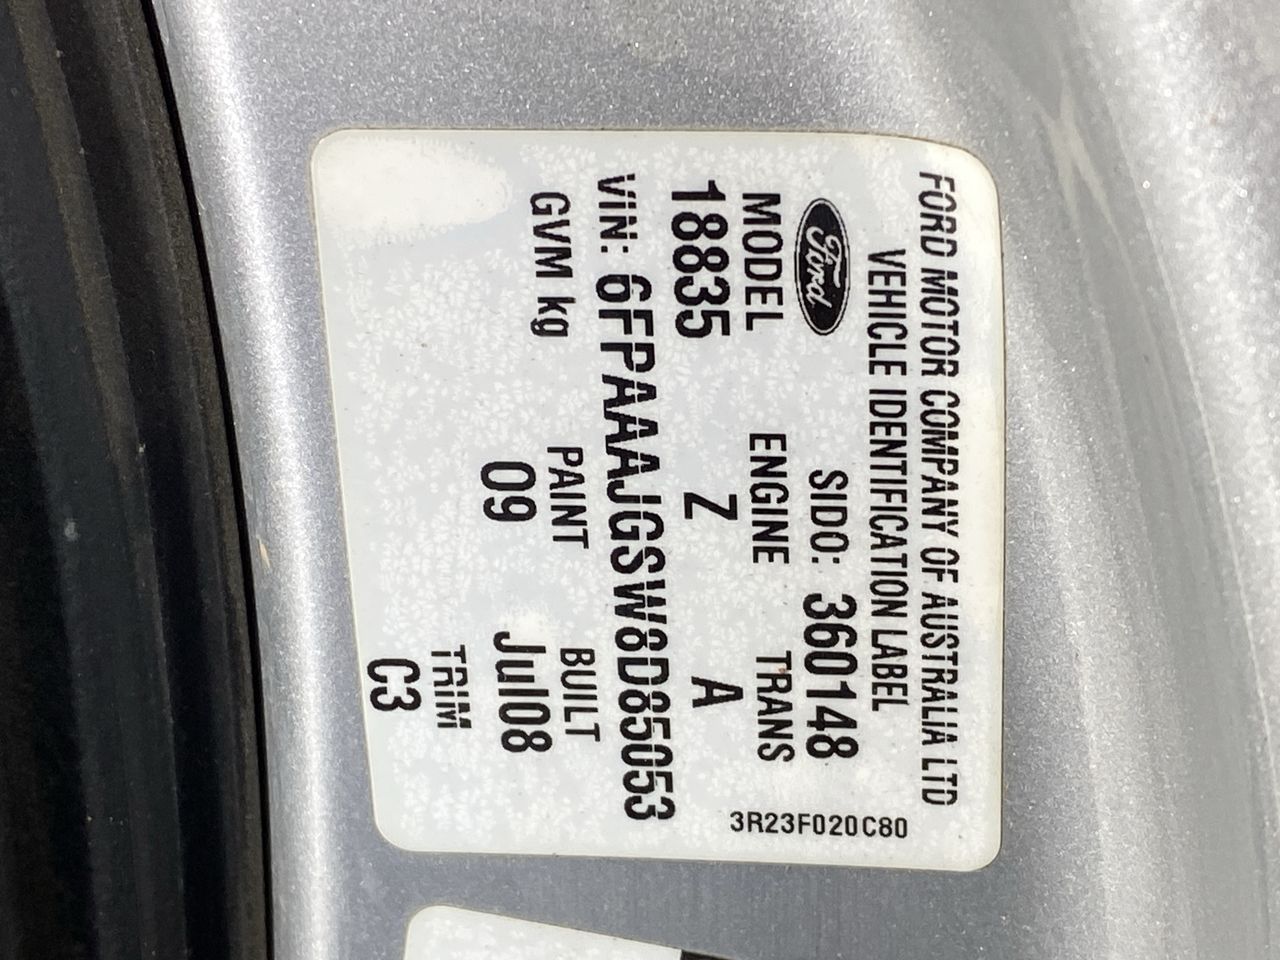 FORD MOTOR COMPANY OF AUSTRALIA LTD
VEHICLE IDENTIFICATION LABEL
Ford SIDO: 360148
MODEL ENGINE TRANS
18835 Z A
VIN: 6FPAAAJGSW8D85053
GVM kg PAINT BUILT
09 Jul08
TRIM
C3
3R23F020C80